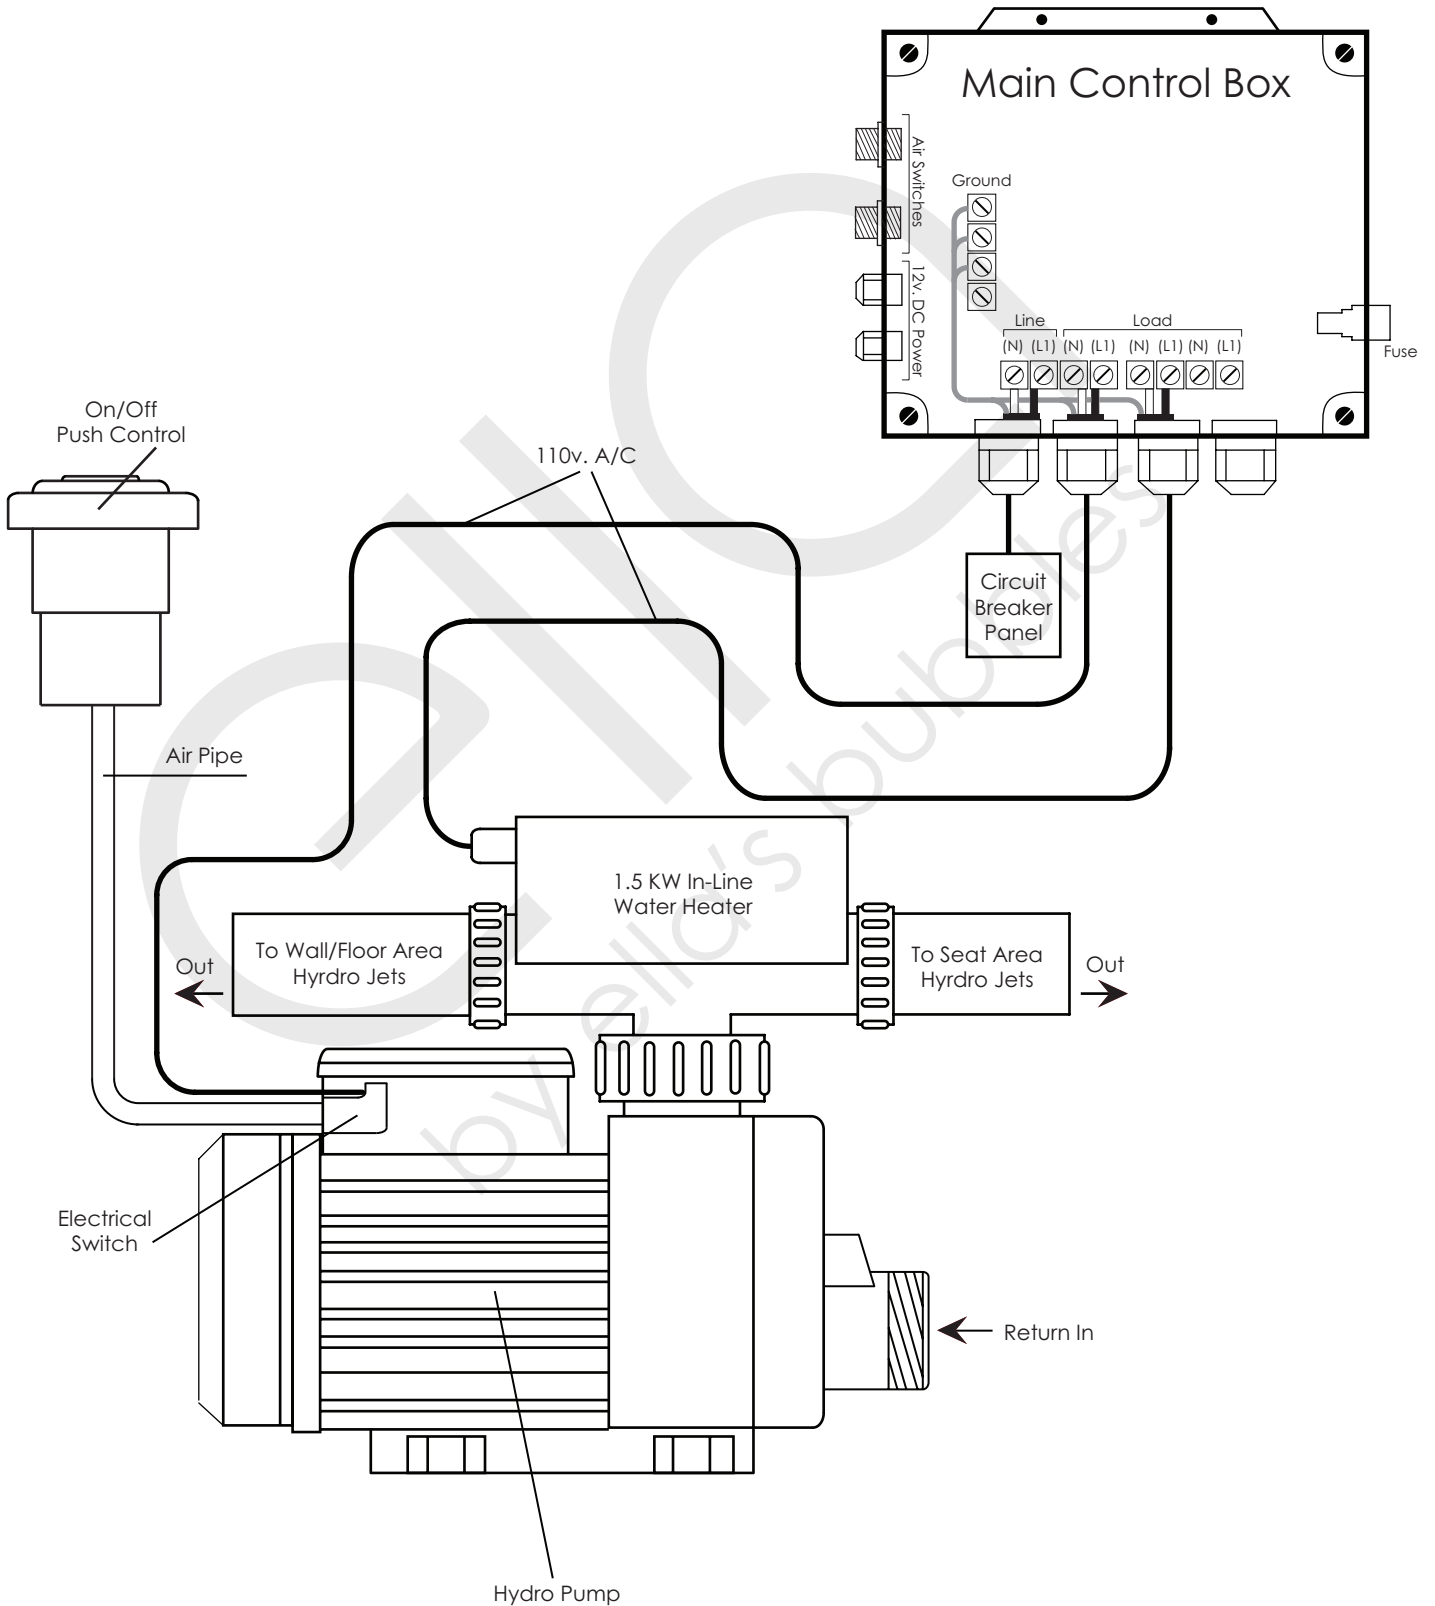 Main Control Box
Air Switches
Ground
12v. DC Power
Line
Load
(N) (L1) (N) (L1) (N) (L1) (N) (L1)
Fuse
On/Off
Push Control
110v. A/C
Circuit
Breaker
Panel
Air Pipe
1.5 KW In-Line
Water Heater
To Wall/Floor Area
Hyrdro Jets
Out
To Seat Area
Hyrdro Jets
Out
Electrical
Switch
Return In
Hydro Pump
ella
by ella's bubbles